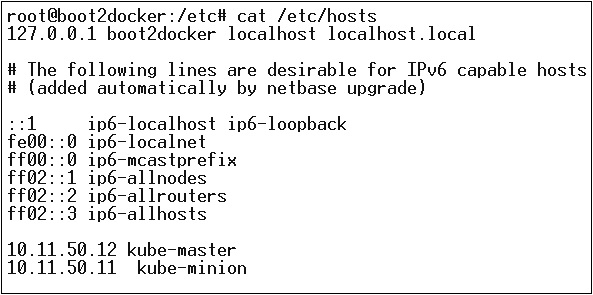 root@boot2docker:/etc# cat /etc/hosts
127.0.0.1 boot2docker localhost localhost.local
# The following lines are desirable for IPv6 capable hosts
# (added automatically by netbase upgrade)
::1     ip6-localhost ip6-loopback
fe00::0 ip6-localnet
ff00::0 ip6-mcastprefix
ff02::1 ip6-allnodes
ff02::2 ip6-allrouters
ff02::3 ip6-allhosts
10.11.50.12 kube-master
10.11.50.11  kube-minion